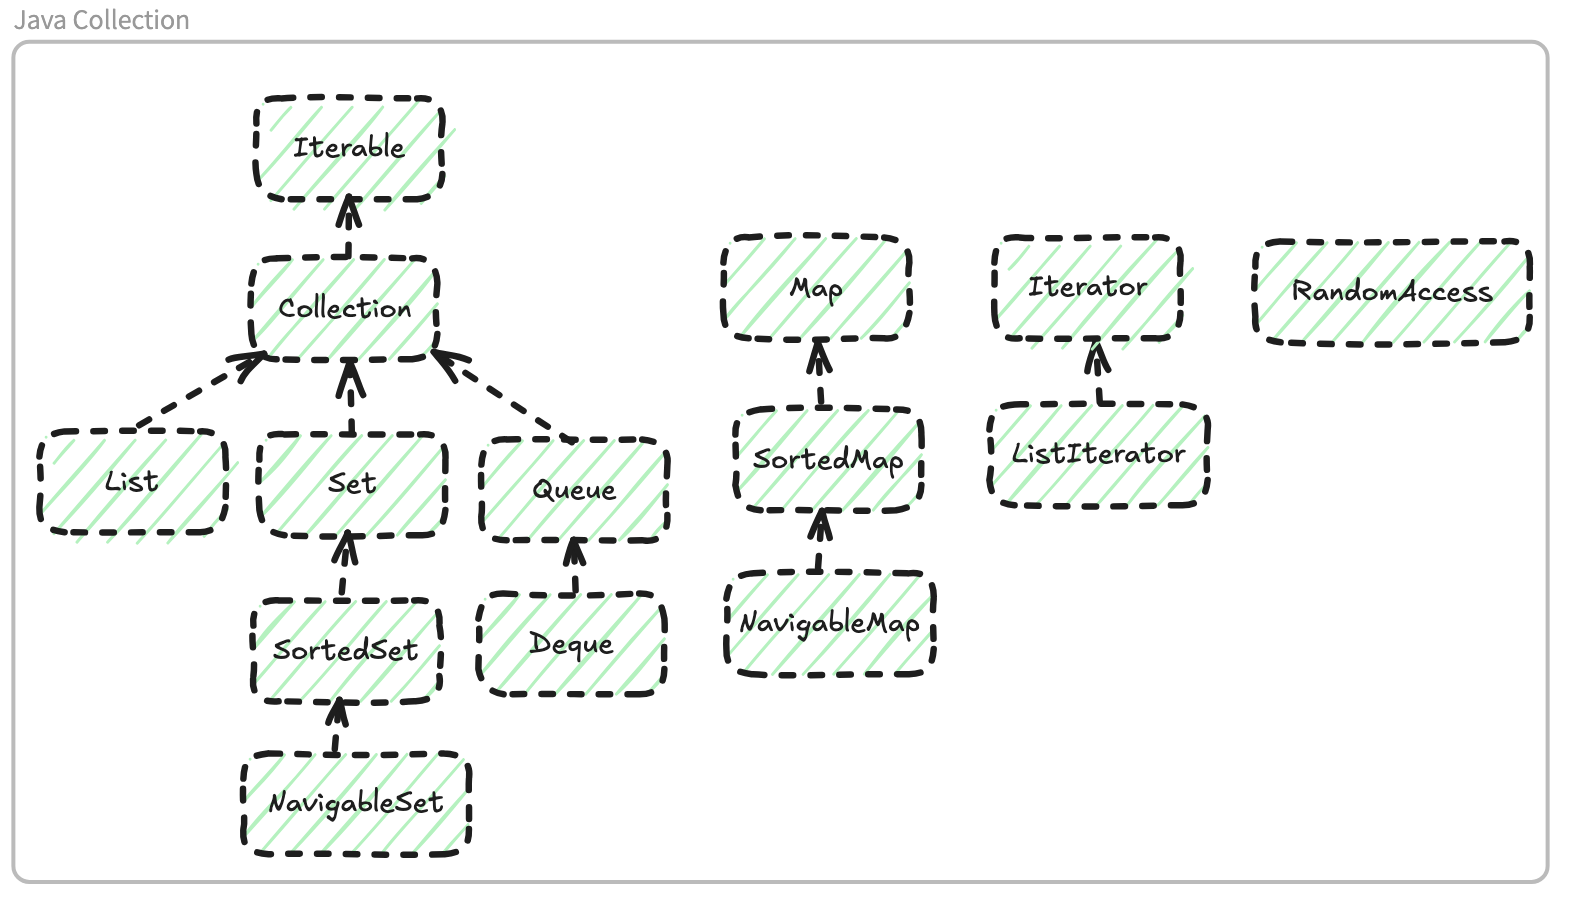 Java Collection
Iterable
Collection
Map
Iterator
RandomAccess
List
Set
Queue
SortedMap
ListIterator
SortedSet
Deque
NavigableMap
NavigableSet